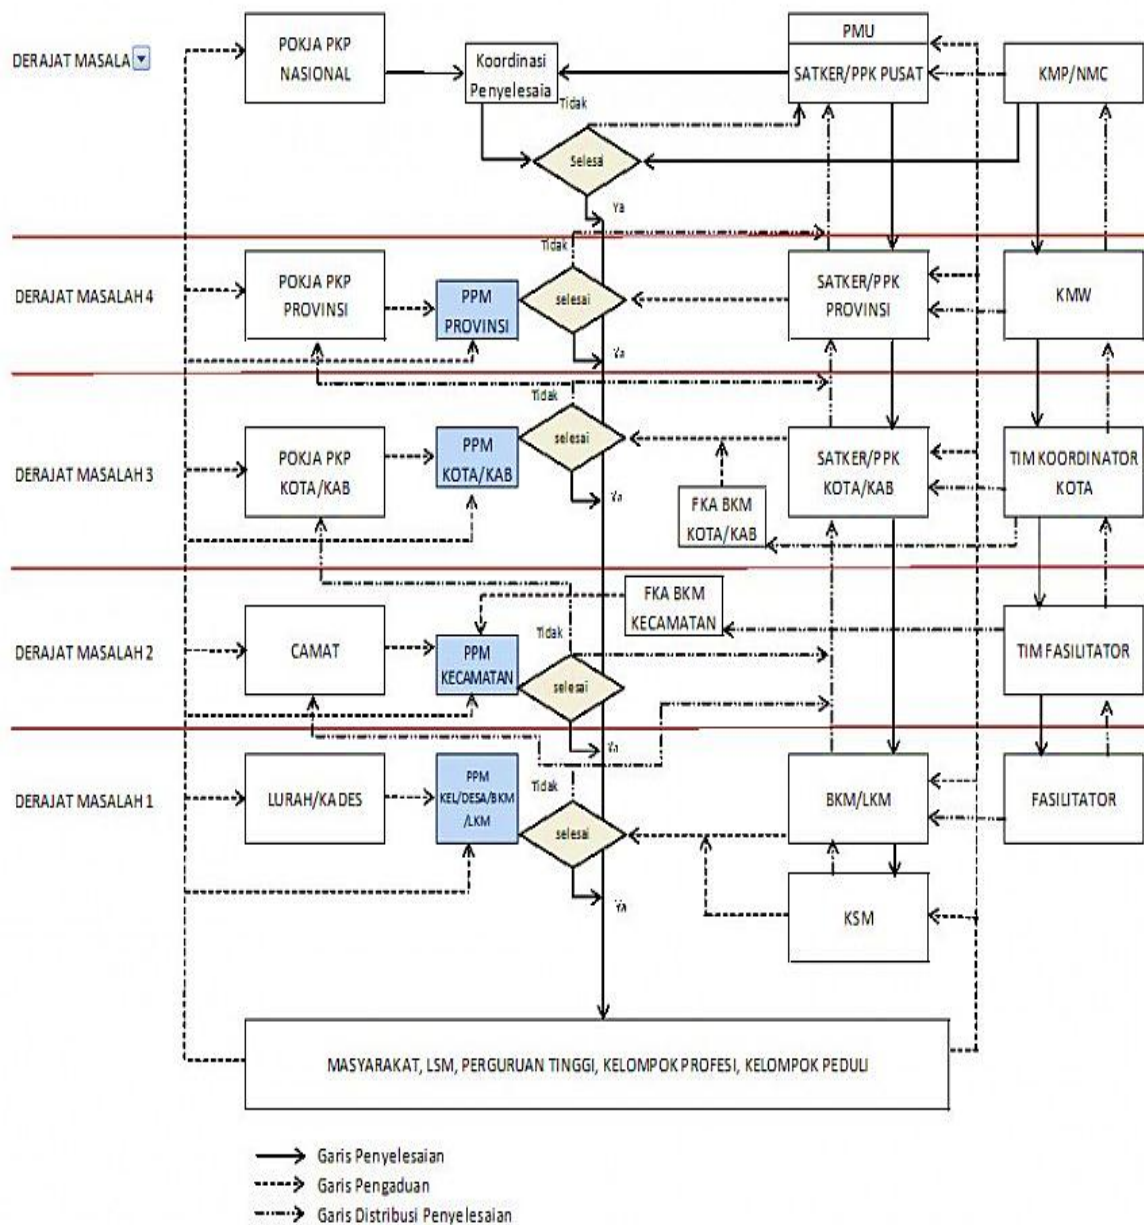 DERAJAT MASALA
POKJA PKP
NASIONAL
Koordinasi
Penyelesaia
PMU
SATKER/PPK PUSAT
KMP/NMC
Tidak
Selesai
Ya
Tidak
DERAJAT MASALAH 4
POKJA PKP
PROVINSI
PPM
PROVINSI
selesai
SATKER/PPK
PROVINSI
KMW
Ya
Tidak
DERAJAT MASALAH 3
POKJA PKP
KOTA/KAB
PPM
KOTA/KAB
selesai
SATKER/PPK
KOTA/KAB
TIM KOORDINATOR
KOTA
Ya
FKA BKM
KOTA/KAB
FKA BKM
KECAMATAN
Tidak
DERAJAT MASALAH 2
CAMAT
PPM
KECAMATAN
selesai
TIM FASILITATOR
Ya
Tidak
DERAJAT MASALAH 1
LURAH/KADES
PPM
KEL/DESA/BKM
/LKM
selesai
BKM/LKM
FASILITATOR
Ya
KSM
MASYARAKAT, LSM, PERGURUAN TINGGI, KELOMPOK PROFESI, KELOMPOK PEDULI
Garis Penyelesaian
Garis Pengaduan
Garis Distribusi Penyelesaian